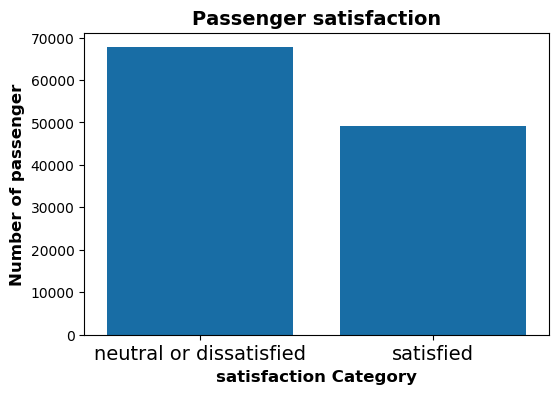 Passenger satisfaction
Number of passenger
70000
60000
50000
40000
30000
20000
10000
0
neutral or dissatisfied
satisfied
satisfaction Category